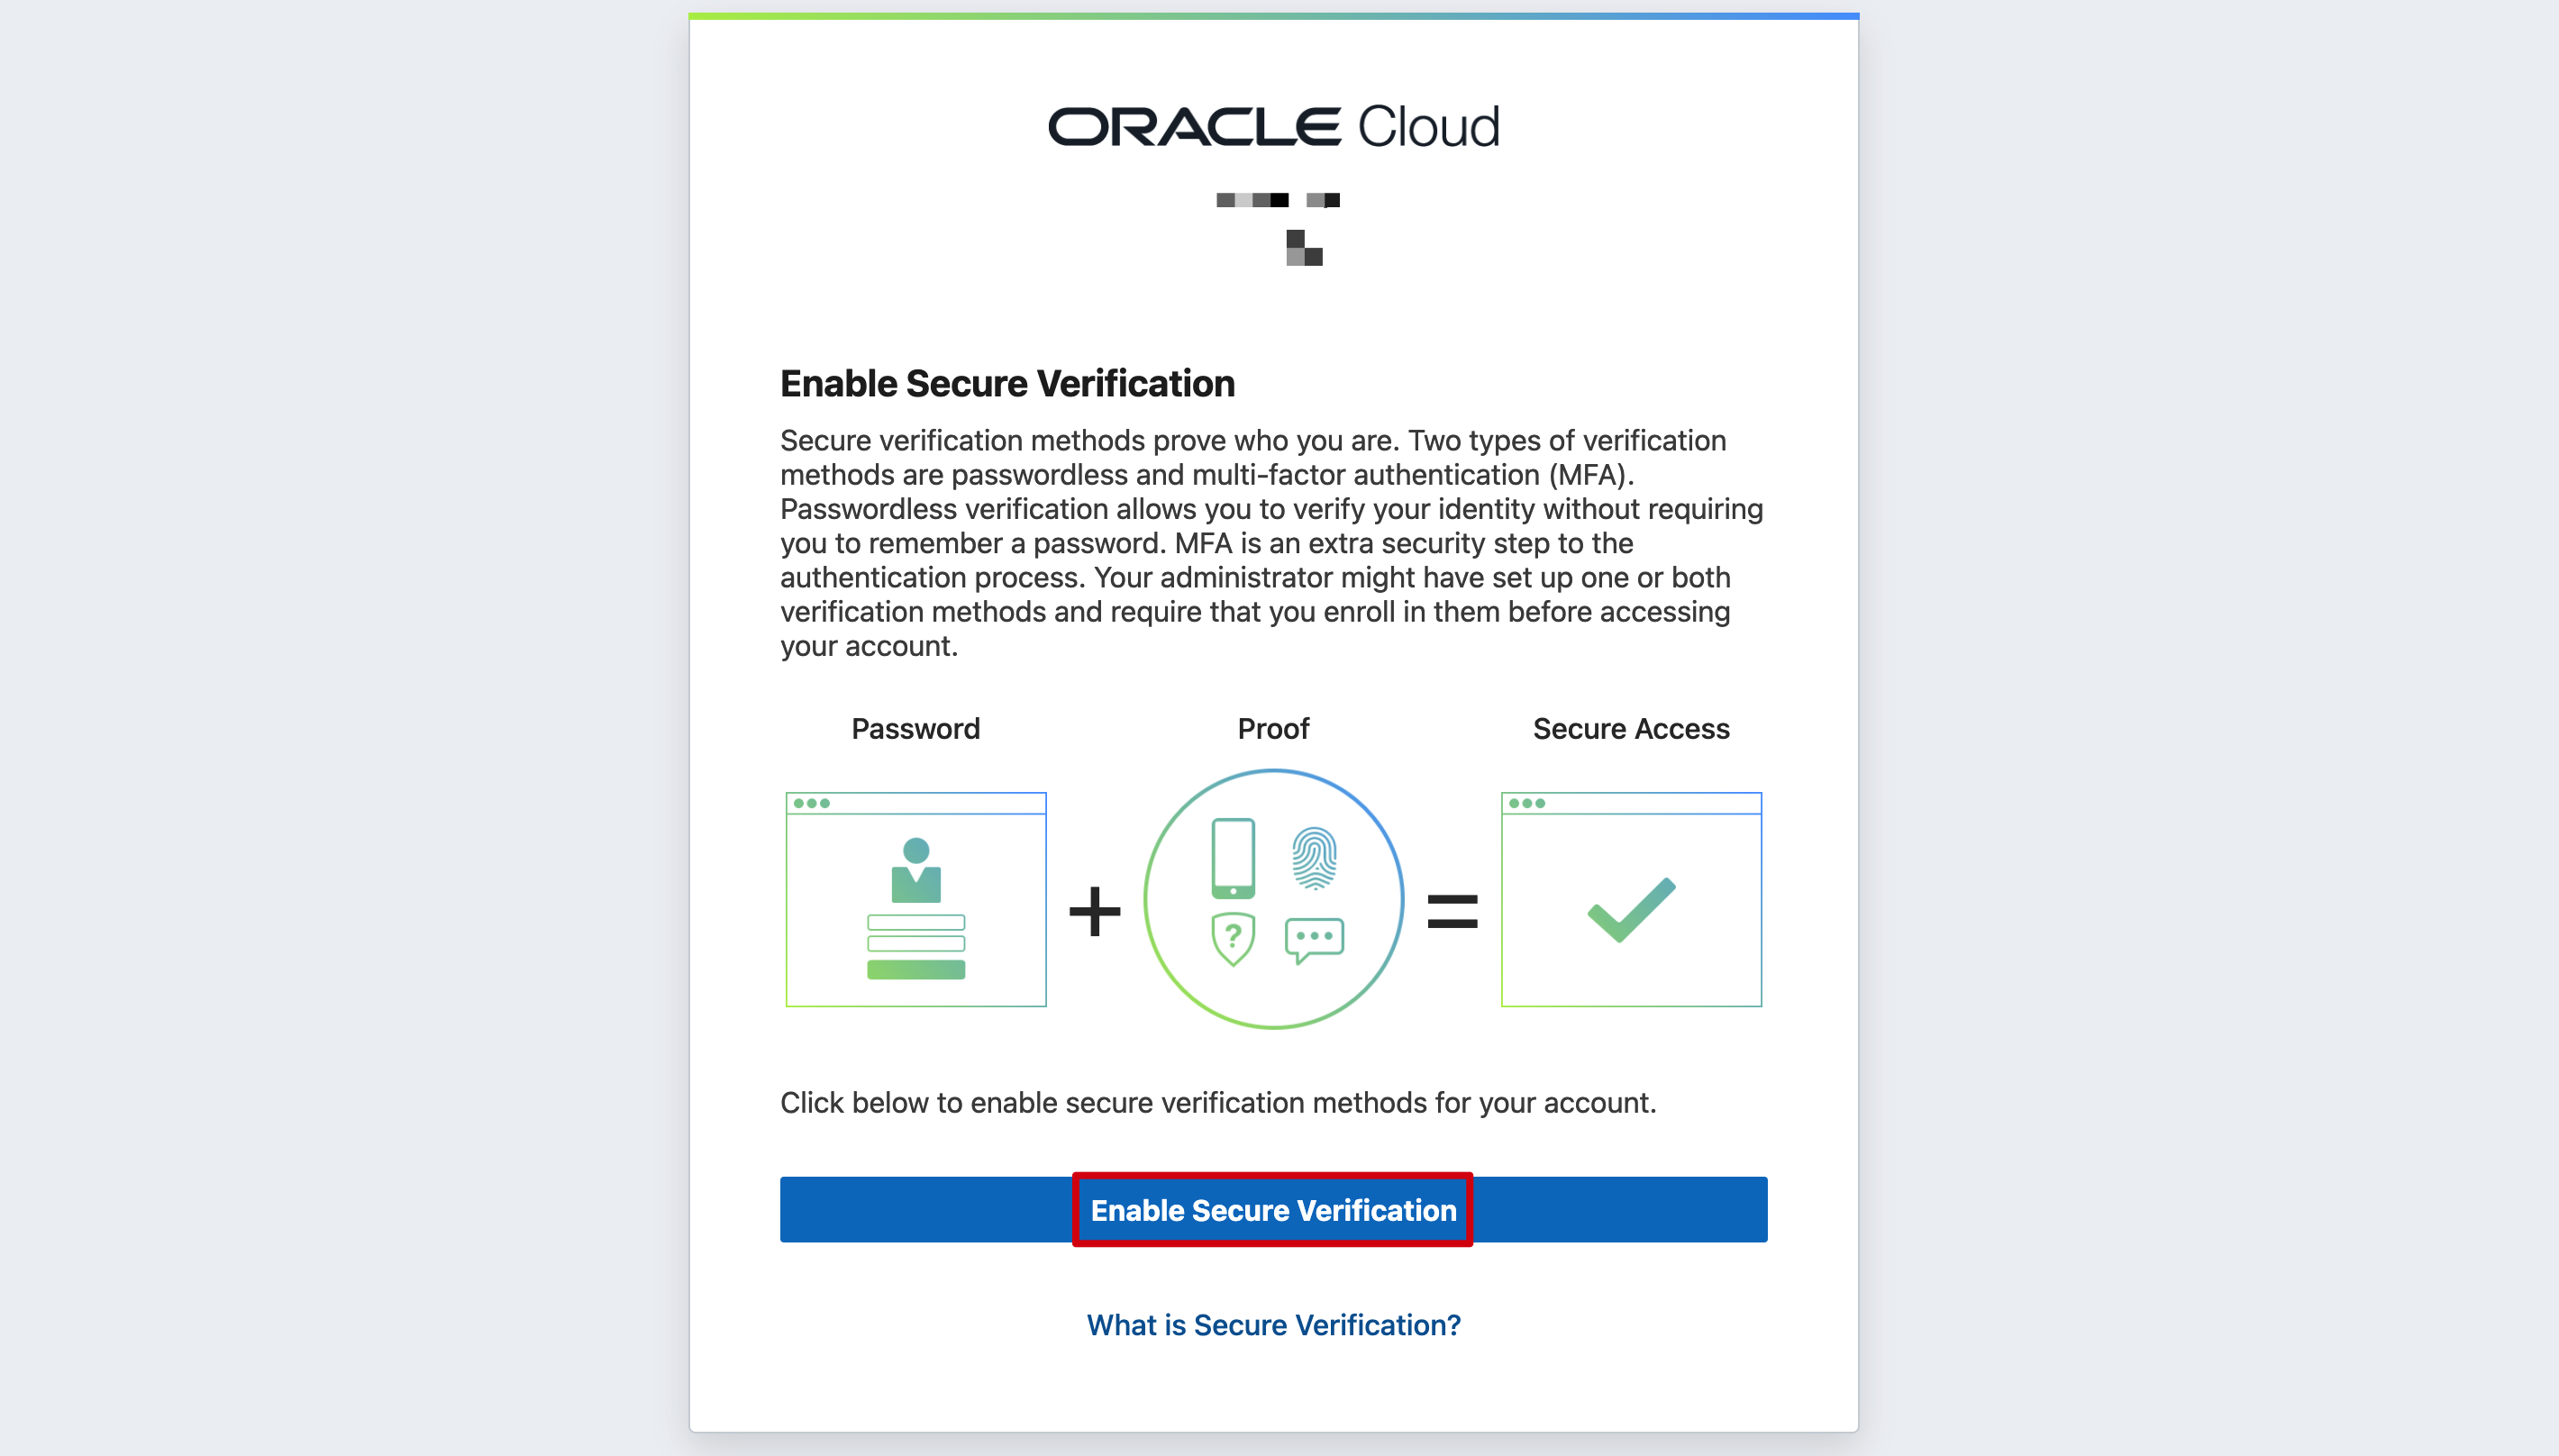 ORACLE Cloud
Enable Secure Verification
Secure verification methods prove who you are. Two types of verification
methods are passwordless and multi-factor authentication (MFA).
Passwordless verification allows you to verify your identity without requiring
you to remember a password. MFA is an extra security step to the
authentication process. Your administrator might have set up one or both
verification methods and require that you enroll in them before accessing
your account.
Password Proof Secure Access
+ =
?
Click below to enable secure verification methods for your account.
Enable Secure Verification
What is Secure Verification?